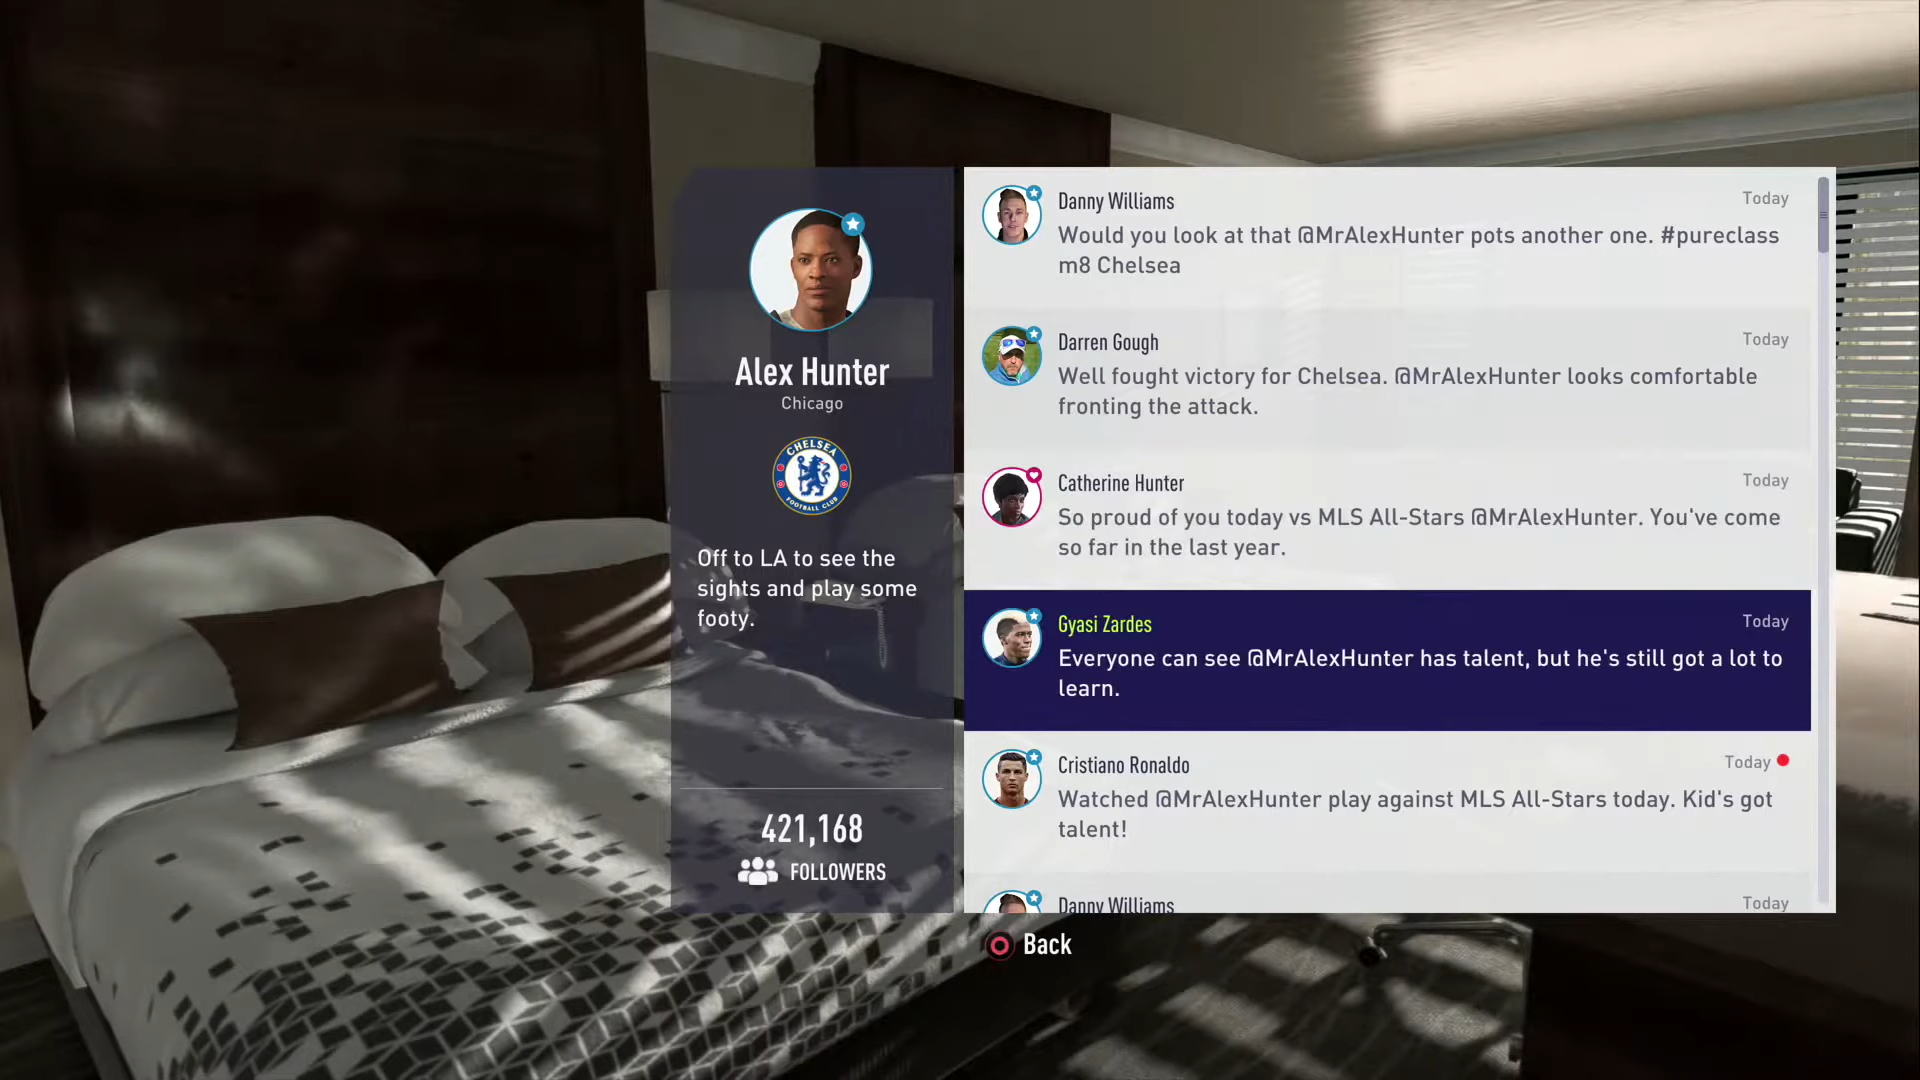 Alex Hunter
Chicago
CHELSEA
FOOTBALL CLUB
Off to LA to see the
sights and play some
footy.
421,168
FOLLOWERS
Danny Williams
Today
Would you look at that @MrAlexHunter pots another one. #pureclass
m8 Chelsea
Darren Gough
Today
Well fought victory for Chelsea. @MrAlexHunter looks comfortable
fronting the attack.
Catherine Hunter
Today
So proud of you today vs MLS All-Stars @MrAlexHunter. You've come
so far in the last year.
Gyasi Zardes
Today
Everyone can see @MrAlexHunter has talent, but he's still got a lot to
learn.
Cristiano Ronaldo
Today
Watched @MrAlexHunter play against MLS All-Stars today. Kid's got
talent!
Danny Williams
Today
Back